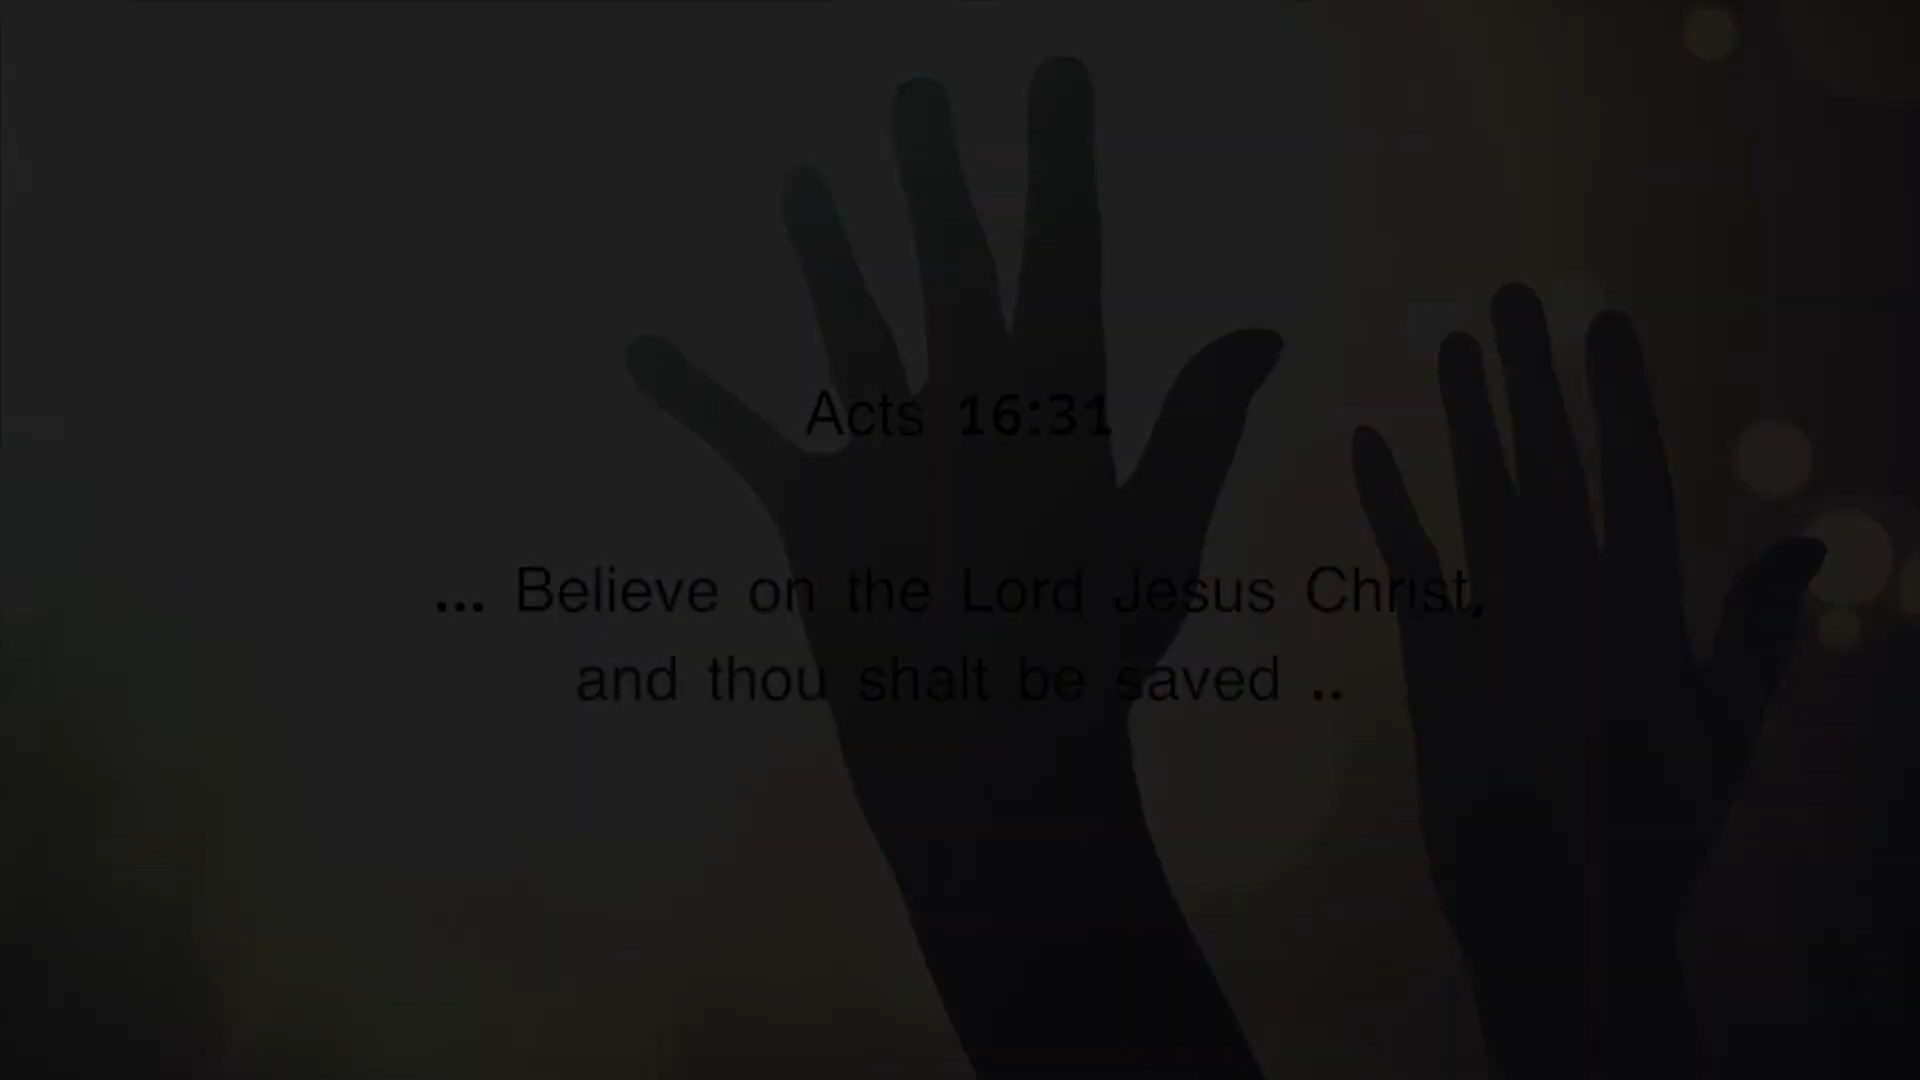 Acts 16:31
... Believe on the Lord Jesus Christ,
and thou shalt be saved ..